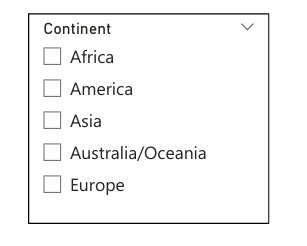 Continent
Africa
America
Asia
Australia/Oceania
Europe